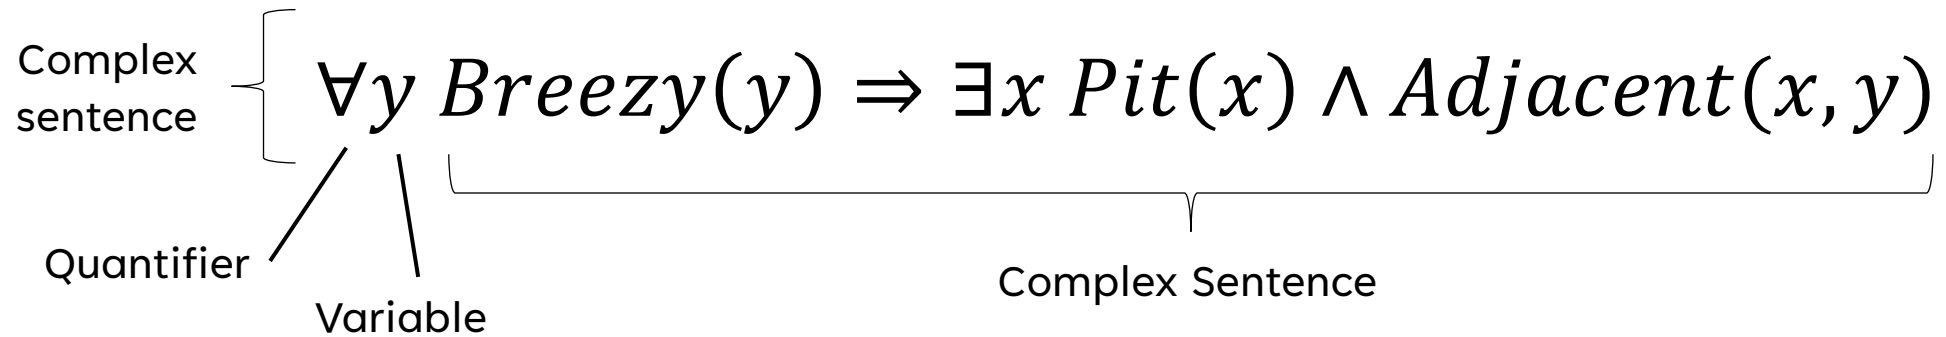 Complex
sentence
∀y Breezy(y) ⇒ ∃x Pit(x) ∧ Adjacent(x, y)
Quantifier
Variable
Complex Sentence